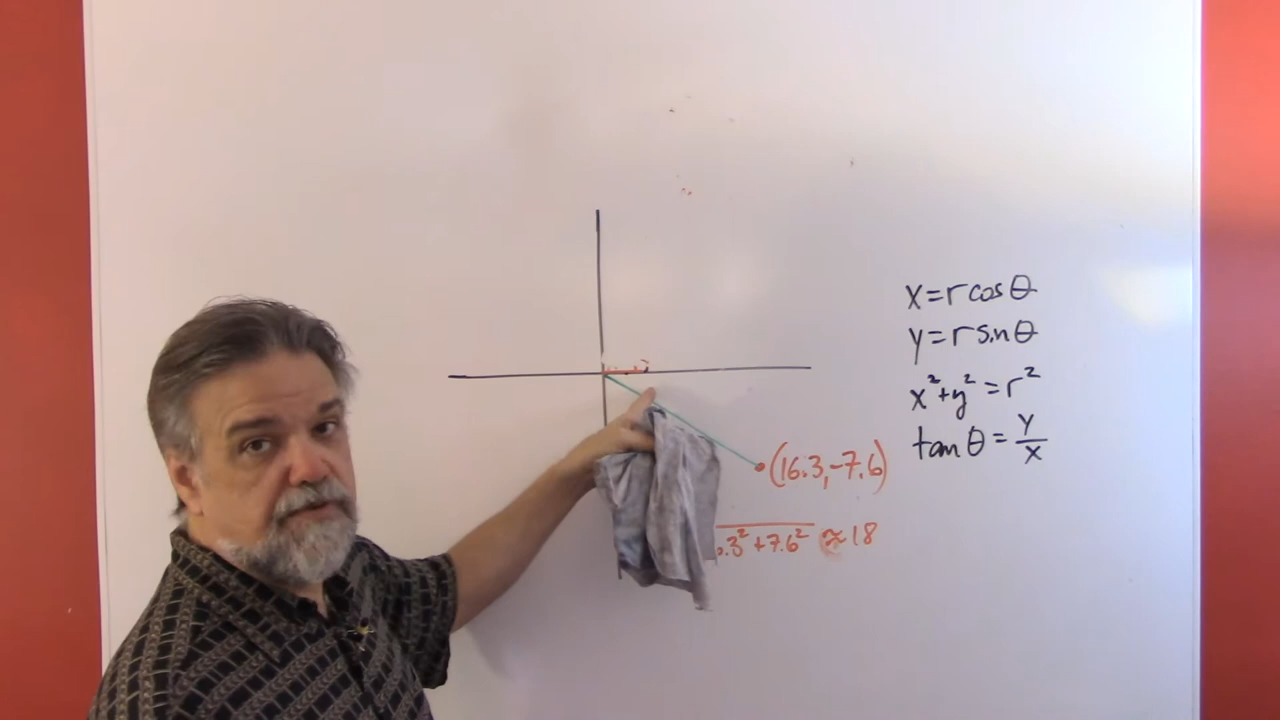 x=r cos θ
y=r sin θ
x²+y²=r²
tan θ = y/x
(16.3,-7.6)
.3²+7.6² ≈18